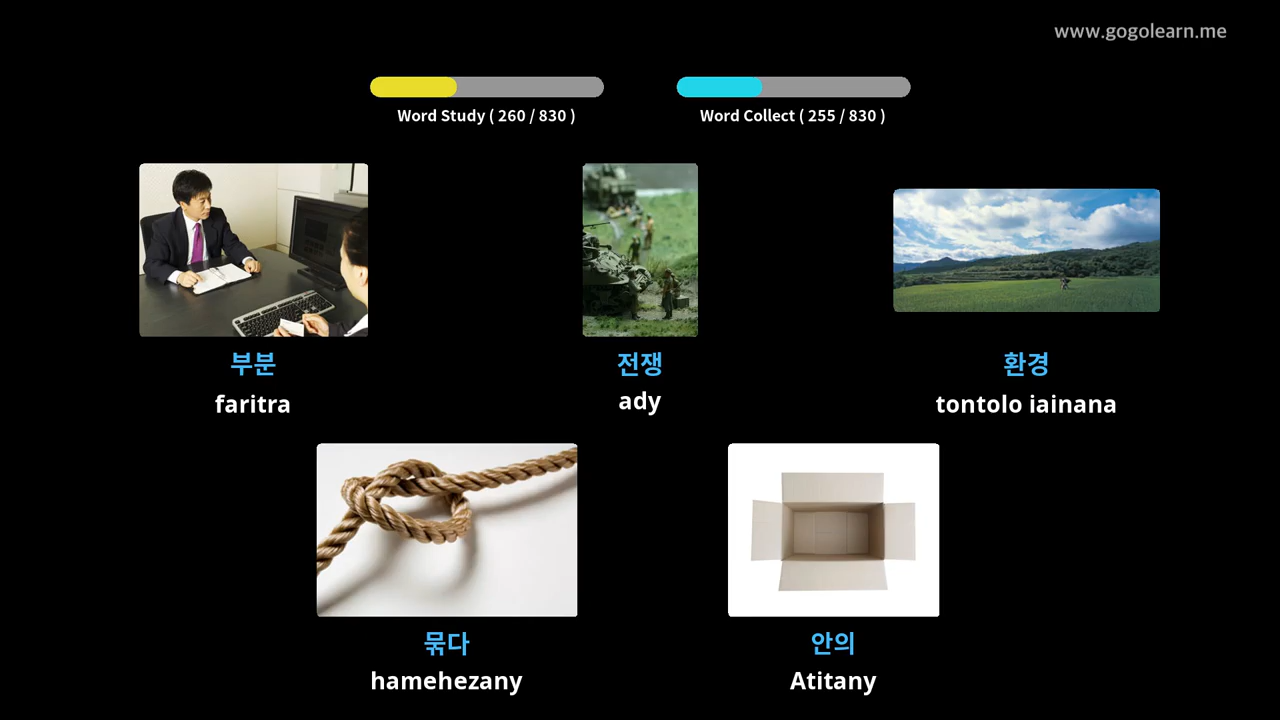 www.gogolearn.me
Word Study ( 260 / 830 )
Word Collect ( 255 / 830 )
부분
faritra
전쟁
ady
환경
tontolo iainana
묶다
hamehezany
안의
Atitany